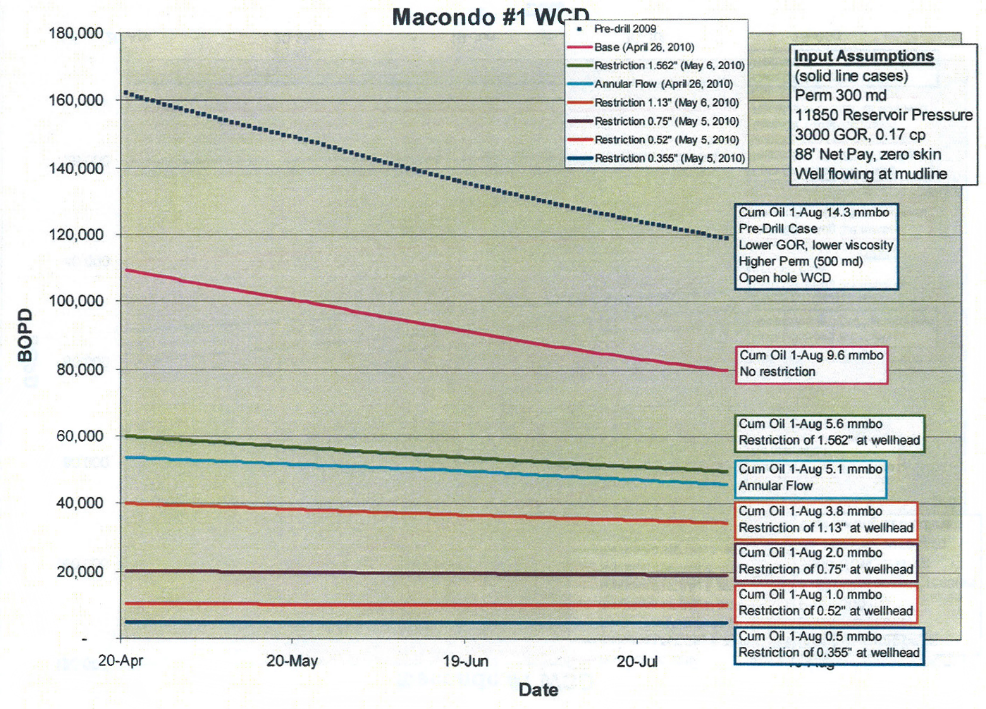 Macondo #1 WCD
Pre-drill 2009
Base (April 26, 2010)
Restriction 1.562" (May 6, 2010)
Annular Flow (April 26, 2010)
Restriction 1.13" (May 6, 2010)
Restriction 0.75" (May 5, 2010)
Restriction 0.52" (May 5, 2010)
Restriction 0.355" (May 5, 2010)
Input Assumptions
(solid line cases)
Perm 300 md
11850 Reservoir Pressure
3000 GOR, 0.17 cp
88' Net Pay, zero skin
Well flowing at mudline
180,000
160,000
140,000
120,000
100,000
80,000
60,000
40,000
20,000
-
BOPD
Cum Oil 1-Aug 14.3 mmbo
Pre-Drill Case
Lower GOR, lower viscosity
Higher Perm (500 md)
Open hole WCD
Cum Oil 1-Aug 9.6 mmbo
No restriction
Cum Oil 1-Aug 5.6 mmbo
Restriction of 1.562" at wellhead
Cum Oil 1-Aug 5.1 mmbo
Annular Flow
Cum Oil 1-Aug 3.8 mmbo
Restriction of 1.13" at wellhead
Cum Oil 1-Aug 2.0 mmbo
Restriction of 0.75" at wellhead
Cum Oil 1-Aug 1.0 mmbo
Restriction of 0.52" at wellhead
Cum Oil 1-Aug 0.5 mmbo
Restriction of 0.355" at wellhead
20-Apr
20-May
19-Jun
20-Jul
Date